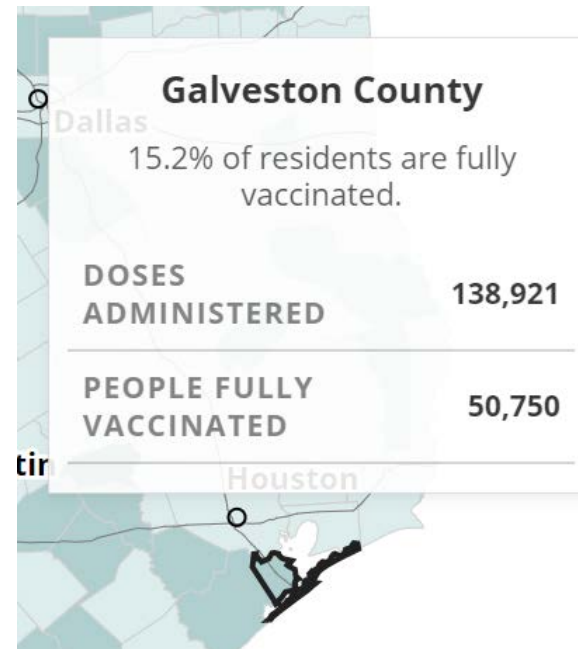 Galveston County
Dallas
15.2% of residents are fully
vaccinated.
DOSES
ADMINISTERED
138,921
PEOPLE FULLY
VACCINATED
50,750
tin
Houston